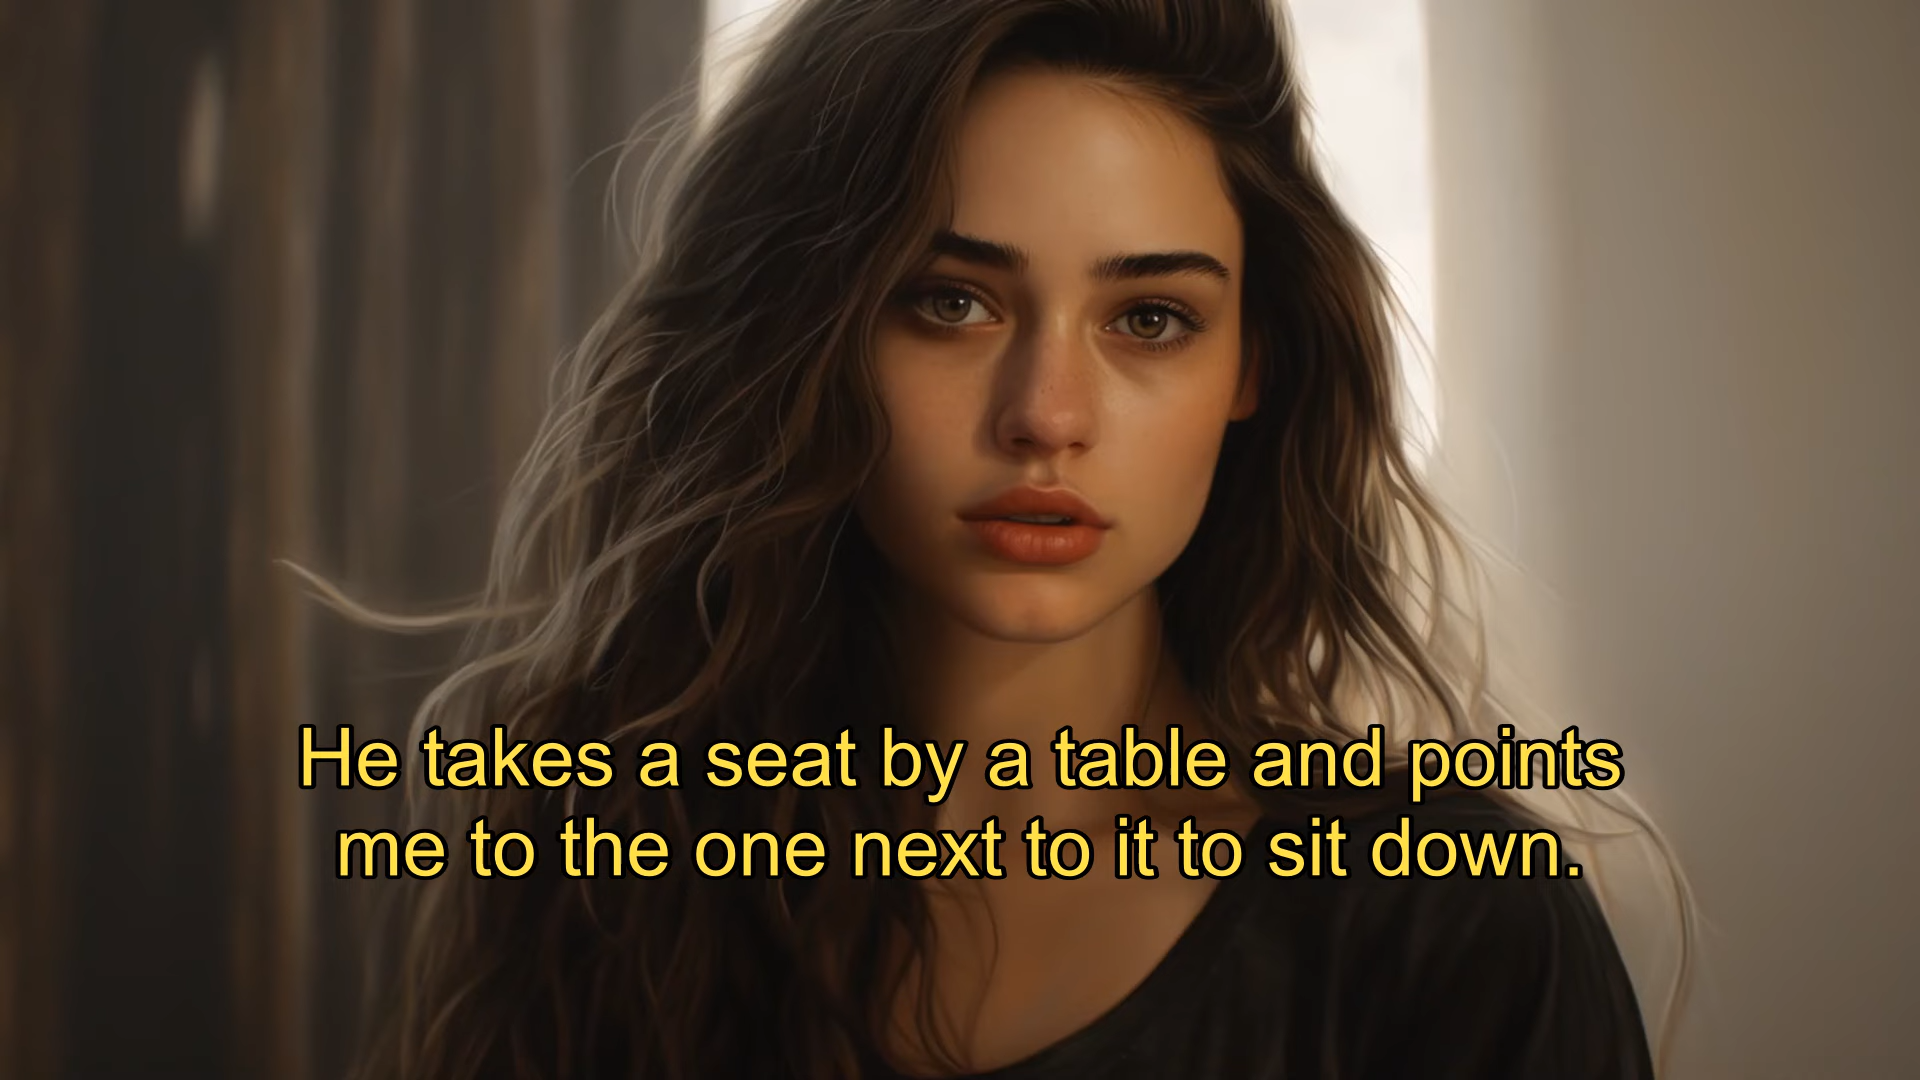 He takes a seat by a table and points
me to the one next to it to sit down.